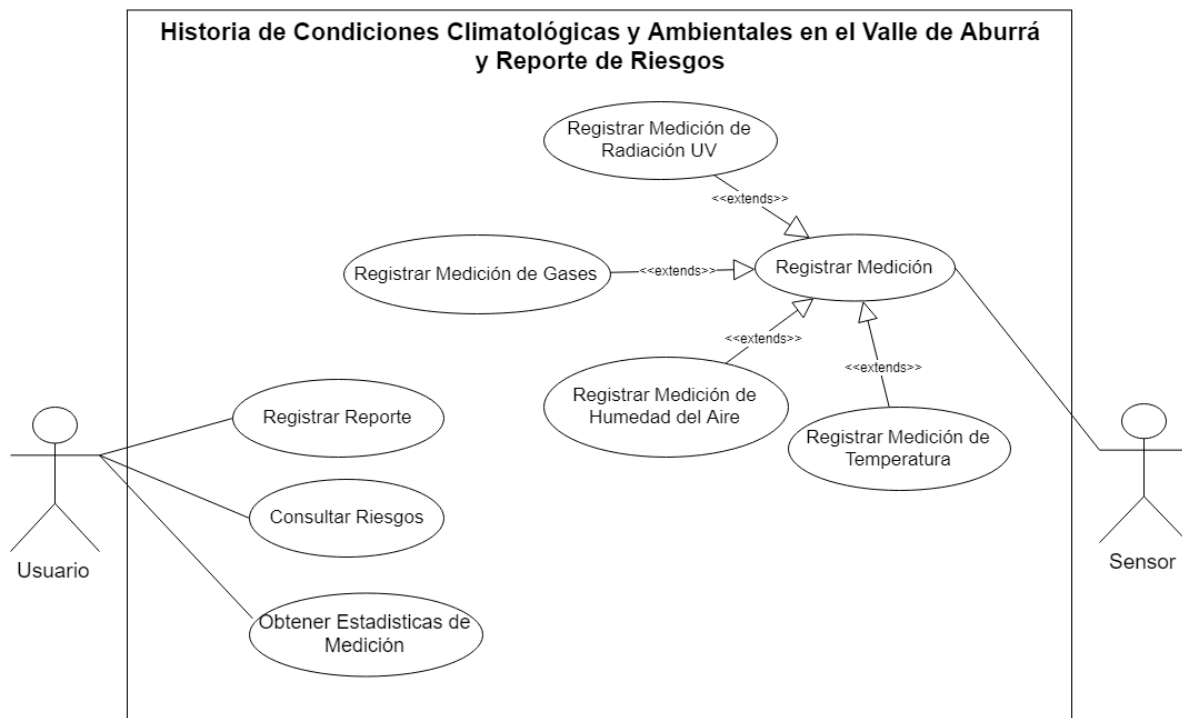 Historia de Condiciones Climatológicas y Ambientales en el Valle de Aburrá
y Reporte de Riesgos
Registrar Medición de
Radiación UV
<<extends>>
Registrar Medición de Gases
<<extends>>
Registrar Medición
<<extends>>
<<extends>>
Registrar Medición de
Humedad del Aire
Registrar Medición de
Temperatura
Registrar Reporte
Consultar Riesgos
Obtener Estadisticas de
Medición
Usuario
Sensor